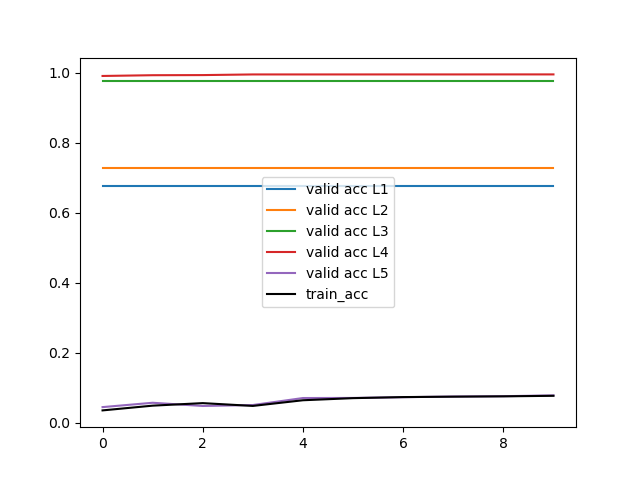 1.0
0.8
0.6
0.4
0.2
0.0
valid acc L1
valid acc L2
valid acc L3
valid acc L4
valid acc L5
train_acc
0 2 4 6 8